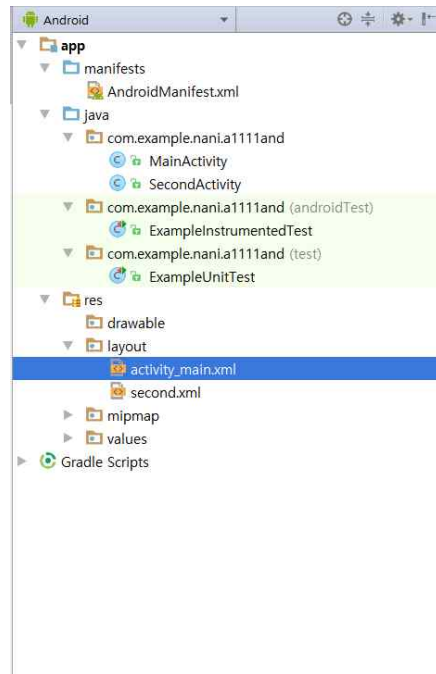 Android
app
manifests
AndroidManifest.xml
java
com.example.nani.a1111and
MainActivity
SecondActivity
com.example.nani.a1111and (androidTest)
ExampleInstrumentedTest
com.example.nani.a1111and (test)
ExampleUnitTest
res
drawable
layout
activity_main.xml
second.xml
mipmap
values
Gradle Scripts